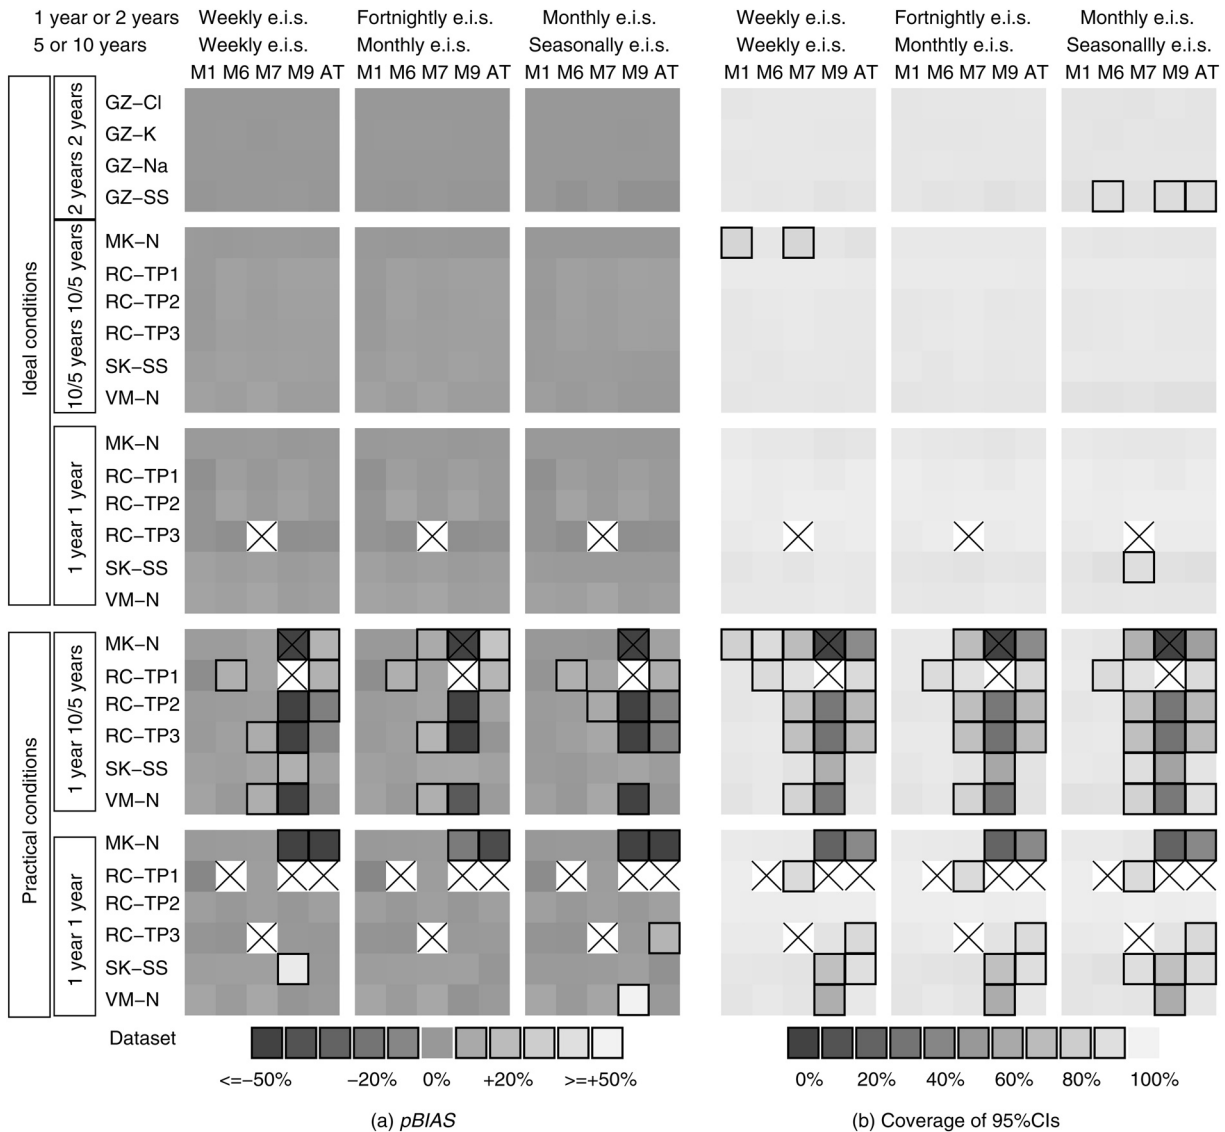 1 year or 2 years Weekly e.i.s. Fortnightly e.i.s. Monthly e.i.s. Weekly e.i.s. Fortnightly e.i.s. Monthly e.i.s.
5 or 10 years Weekly e.i.s. Monthly e.i.s. Seasonally e.i.s. Weekly e.i.s. Monthtly e.i.s. Seasonallly e.i.s.
M1 M6 M7 M9 AT M1 M6 M7 M9 AT M1 M6 M7 M9 AT M1 M6 M7 M9 AT M1 M6 M7 M9 AT M1 M6 M7 M9 AT
Ideal conditions
2 years 2 years
GZ−Cl
GZ−K
GZ−Na
GZ−SS
10/5 years 10/5 years
MK−N
RC−TP1
RC−TP2
RC−TP3
SK−SS
VM−N
1 year 1 year
MK−N
RC−TP1
RC−TP2
RC−TP3
SK−SS
VM−N
Practical conditions
1 year 10/5 years
MK−N
RC−TP1
RC−TP2
RC−TP3
SK−SS
VM−N
1 year 1 year
MK−N
RC−TP1
RC−TP2
RC−TP3
SK−SS
VM−N
Dataset
<=−50% −20% 0% +20% >=+50% 0% 20% 40% 60% 80% 100%
(a) pBIAS (b) Coverage of 95%CIs